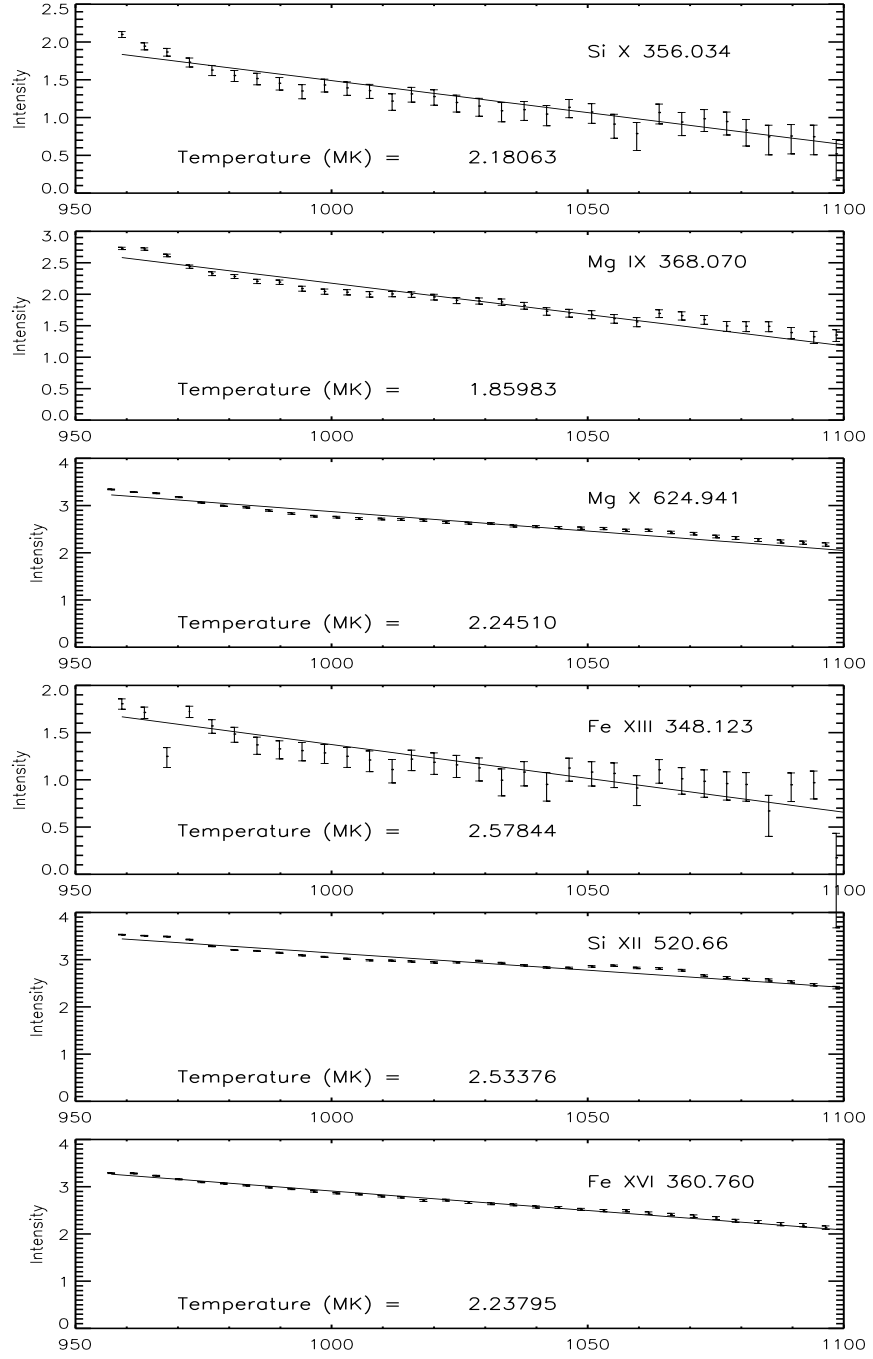 2.5
2.0
1.5
1.0
0.5
0.0
Intensity
Si X 356.034
Temperature (MK) = 2.18063
950 1000 1050 1100
3.0
2.5
2.0
1.5
1.0
0.5
0.0
Intensity
Mg IX 368.070
Temperature (MK) = 1.85983
950 1000 1050 1100
4
3
2
1
0
Intensity
Mg X 624.941
Temperature (MK) = 2.24510
950 1000 1050 1100
2.0
1.5
1.0
0.5
0.0
Intensity
Fe XIII 348.123
Temperature (MK) = 2.57844
950 1000 1050 1100
4
3
2
1
0
Intensity
Si XII 520.66
Temperature (MK) = 2.53376
950 1000 1050 1100
4
3
2
1
0
Intensity
Fe XVI 360.760
Temperature (MK) = 2.23795
950 1000 1050 1100